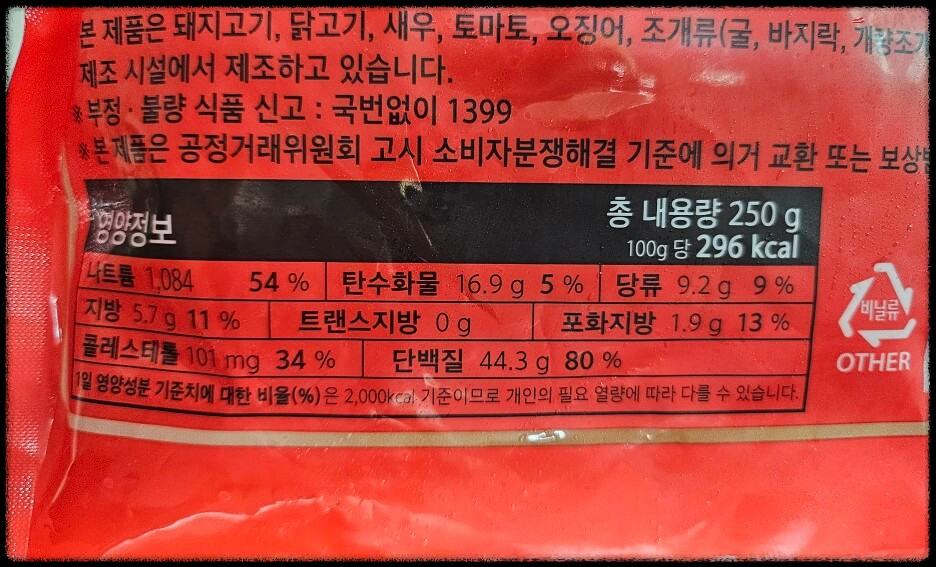 본 제품은 돼지고기, 닭고기, 새우, 토마토, 오징어, 조개류(굴, 바지락,
제조 시설에서 제조하고 있습니다.
※부정·불량 식품 신고 : 국번없이 1399
※본 제품은 공정거래위원회 고시 소비자분쟁해결 기준에 의거 교환 또는 보상
영양정보
총 내용량 250 g
100g 당 296 kcal
나트륨 1,084 54 % 탄수화물 16.9 g 5 % 당류 9.2 g 9 %
지방 5.7 g 11 % 트랜스지방 0 g 포화지방 1.9 g 13 %
콜레스테롤 101 mg 34 % 단백질 44.3 g 80 %
1일 영양성분 기준치에 대한 비율(%)은 2,000kcal 기준이므로 개인의 필요 열량에 따라 다를 수 있습니다.
비닐류
OTHER